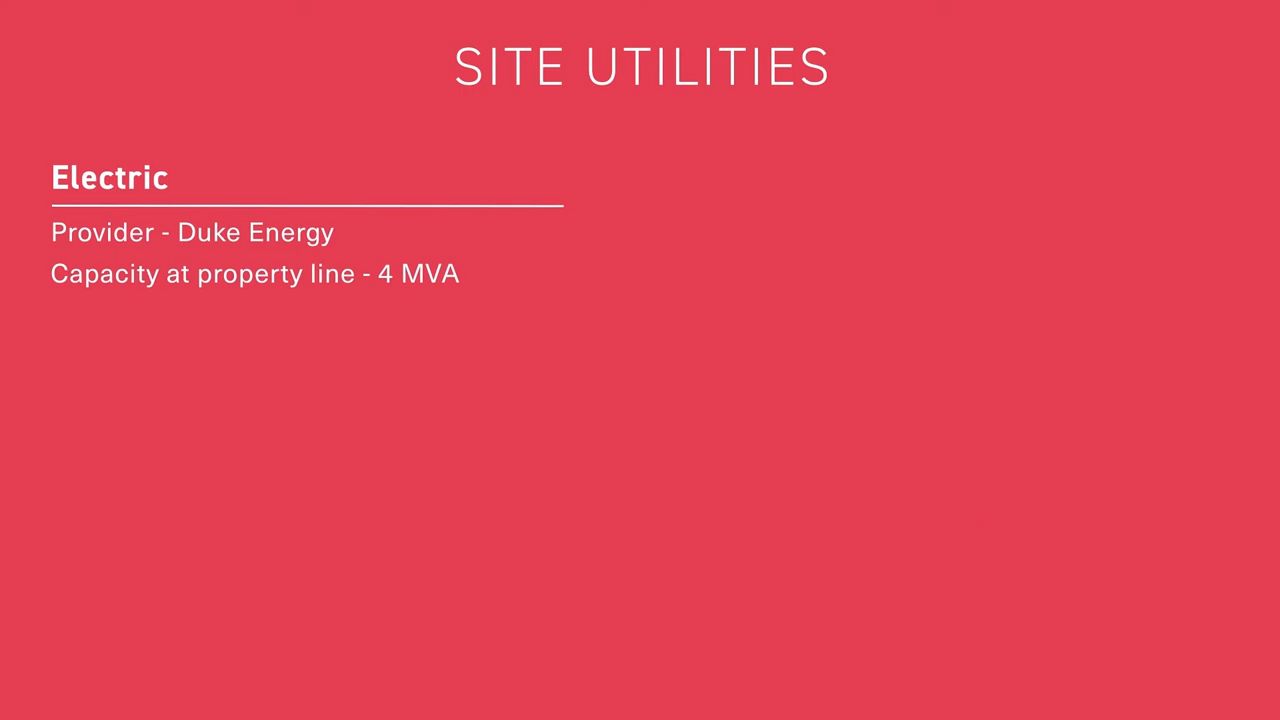 SITE UTILITIES
Electric
Provider - Duke Energy
Capacity at property line - 4 MVA